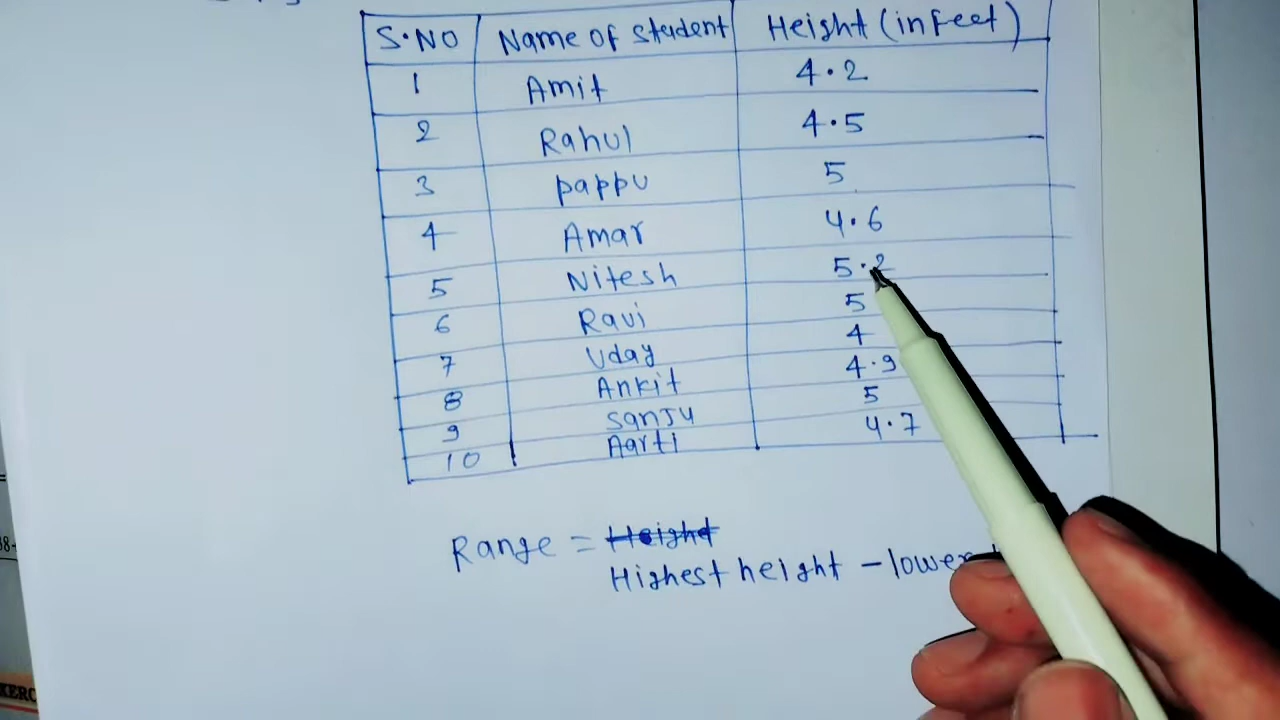 S.NO Name of student Height (in feet)
1 Amit 4.2
2 Rahul 4.5
3 pappu 5
4 Amar 4.6
5 Nitesh 5.2
6 Ravi 5
7 Uday 4
8 Ankit 4.9
9 Sanju 5
10 Aarti 4.7
Range = Height
Highest height - lower
38-
KERO